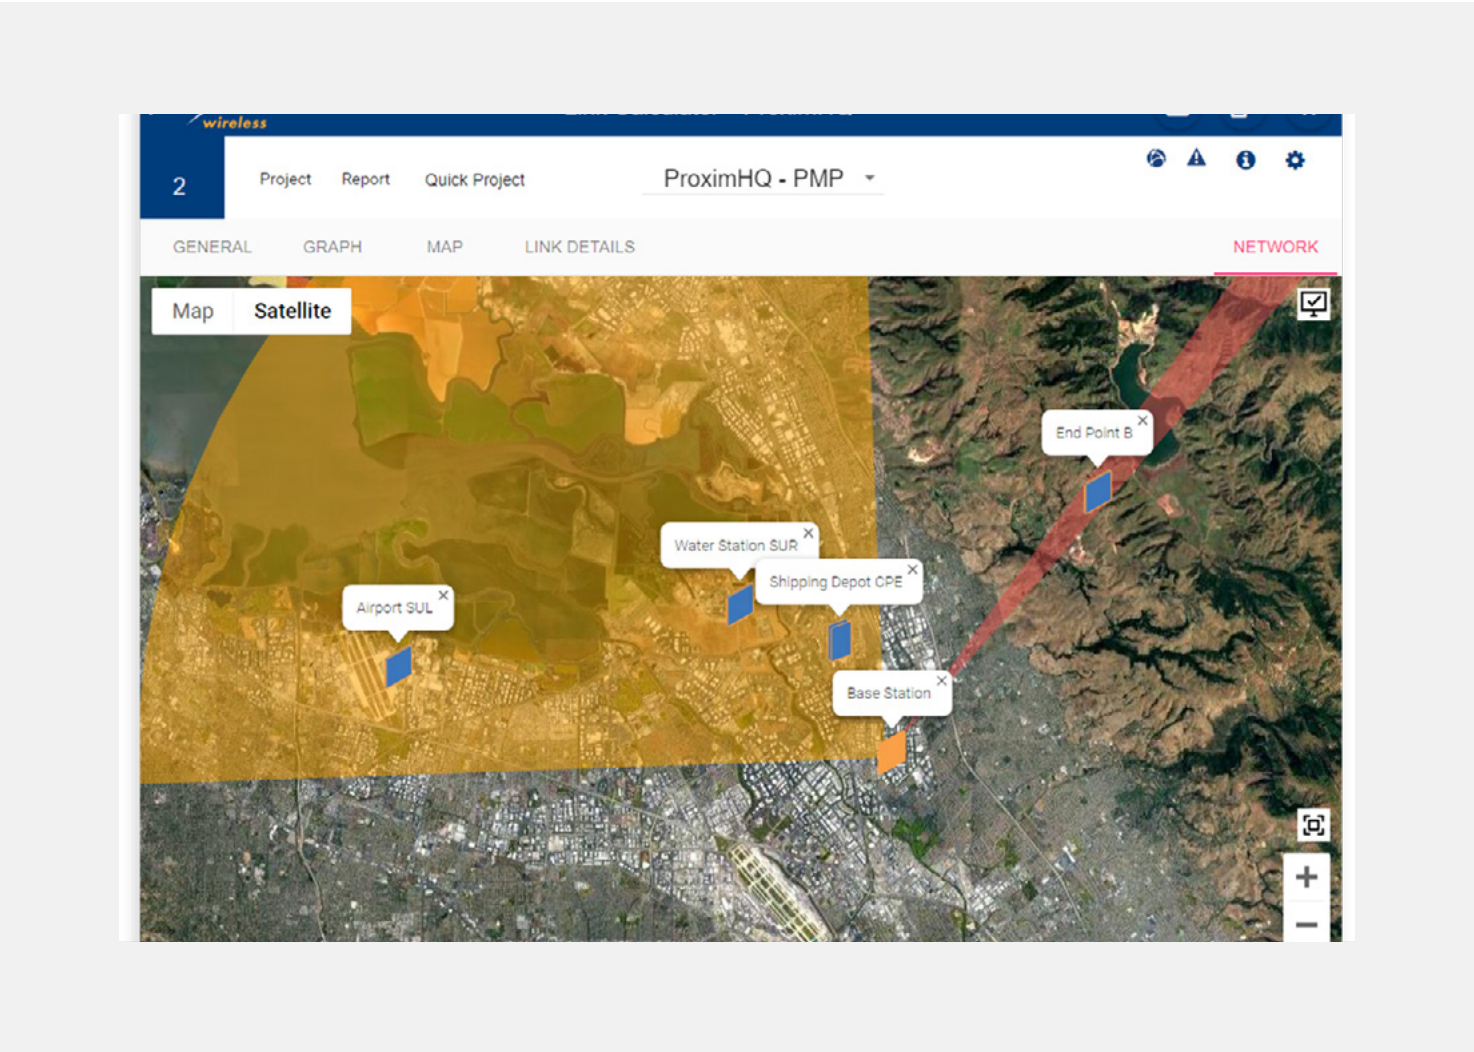 wireless
2
Project
Report
Quick Project
ProximHQ - PMP
GENERAL
GRAPH
MAP
LINK DETAILS
NETWORK
Map
Satellite
End Point B
Water Station SUR
Shipping Depot CPE
Airport SUL
Base Station